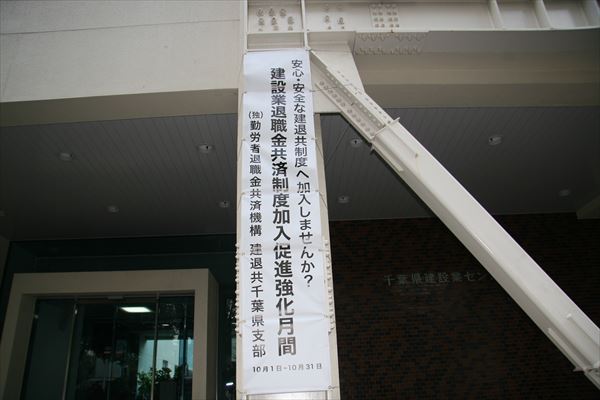 安心・安全な建退共制度へ加入しませんか?
建設業退職金共済制度加入促進強化月間
(独)勤労者退職金共済機構 建退共千葉県支部
10月1日~10月31日
千葉県建設業セン